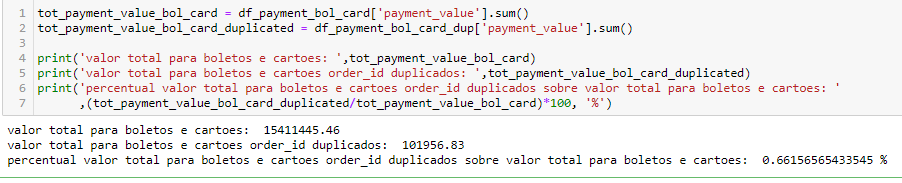 1 tot_payment_value_bol_card = df_payment_bol_card['payment_value'].sum()
2 tot_payment_value_bol_card_duplicated = df_payment_bol_card_dup['payment_value'].sum()
3
4 print('valor total para boletos e cartoes: ',tot_payment_value_bol_card)
5 print('valor total para boletos e cartoes order_id duplicados: ',tot_payment_value_bol_card_duplicated)
6 print('percentual valor total para boletos e cartoes order_id duplicados sobre valor total para boletos e cartoes: '
7 ,(tot_payment_value_bol_card_duplicated/tot_payment_value_bol_card)*100, '%')
valor total para boletos e cartoes:  15411445.46
valor total para boletos e cartoes order_id duplicados:  101956.83
percentual valor total para boletos e cartoes order_id duplicados sobre valor total para boletos e cartoes:  0.66156565433545 %